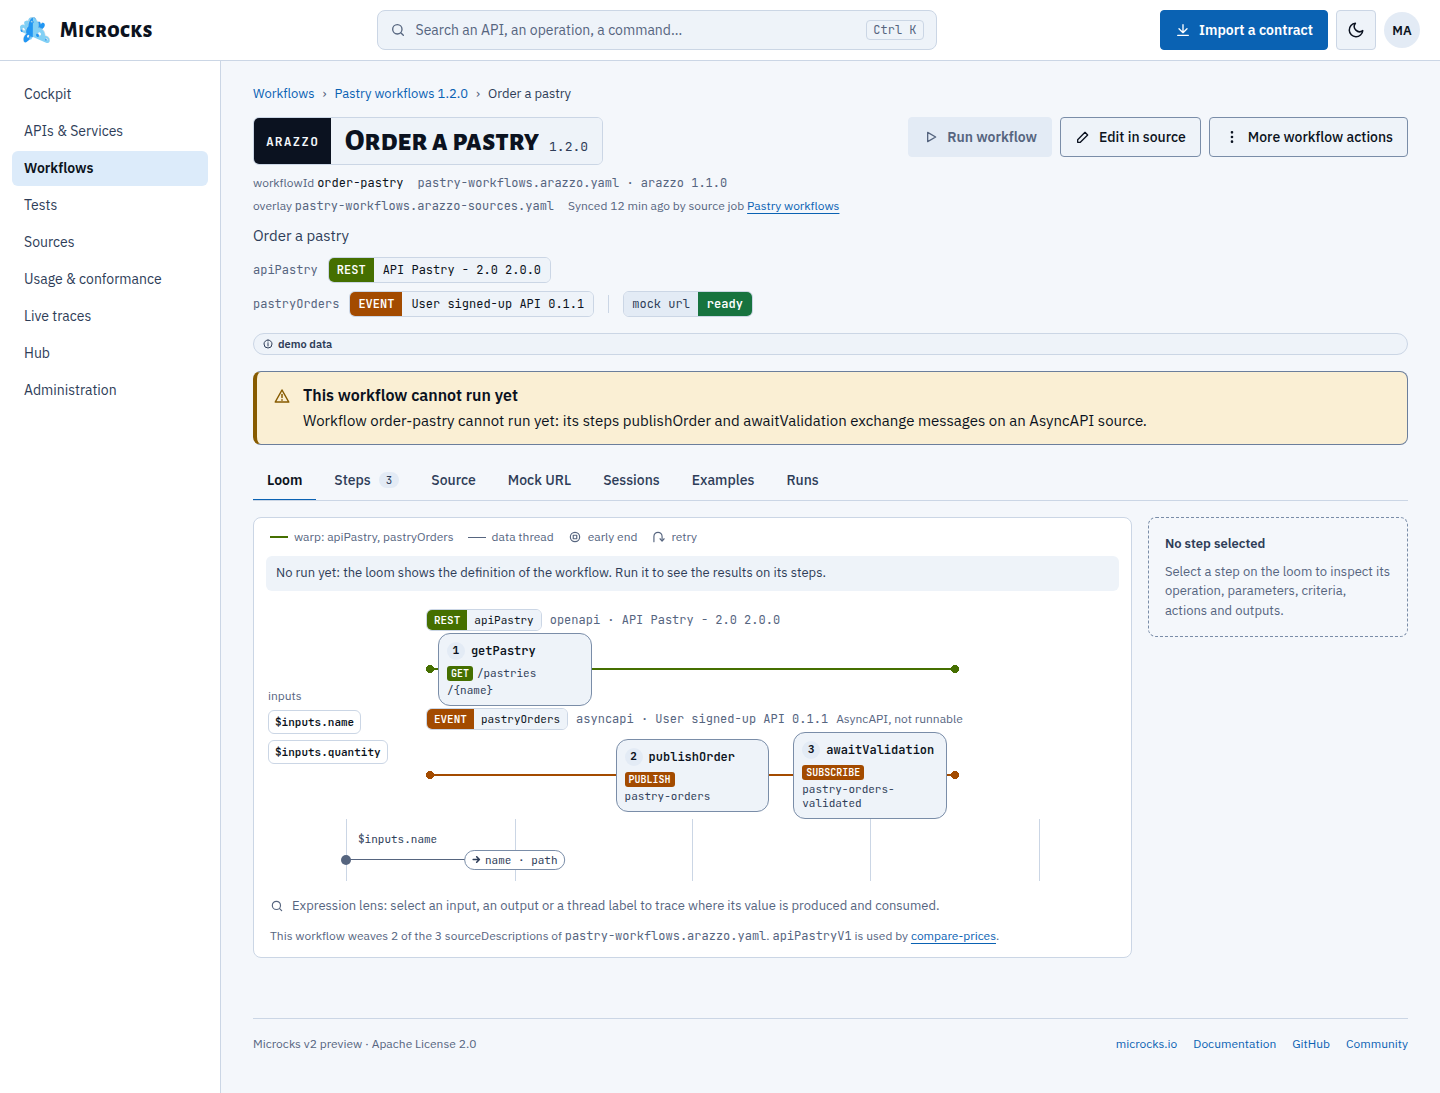 Microcks
Search an API, an operation, a command...
Ctrl K
Import a contract
MA
Cockpit
APIs & Services
Workflows
Tests
Sources
Usage & conformance
Live traces
Hub
Administration
Workflows › Pastry workflows 1.2.0 › Order a pastry
ARAZZO Order a pastry 1.2.0
Run workflow
Edit in source
More workflow actions
workflowId order-pastry pastry-workflows.arazzo.yaml · arazzo 1.1.0
overlay pastry-workflows.arazzo-sources.yaml Synced 12 min ago by source job Pastry workflows
Order a pastry
apiPastry REST API Pastry - 2.0 2.0.0
pastryOrders EVENT User signed-up API 0.1.1 mock url ready
demo data
This workflow cannot run yet
Workflow order-pastry cannot run yet: its steps publishOrder and awaitValidation exchange messages on an AsyncAPI source.
Loom Steps 3 Source Mock URL Sessions Examples Runs
warp: apiPastry, pastryOrders data thread early end retry
No run yet: the loom shows the definition of the workflow. Run it to see the results on its steps.
REST apiPastry openapi · API Pastry - 2.0 2.0.0
1 getPastry
GET /pastries
/{name}
inputs
$inputs.name
$inputs.quantity
EVENT pastryOrders asyncapi · User signed-up API 0.1.1 AsyncAPI, not runnable
2 publishOrder
PUBLISH
pastry-orders
3 awaitValidation
SUBSCRIBE
pastry-orders-
validated
$inputs.name
name · path
Expression lens: select an input, an output or a thread label to trace where its value is produced and consumed.
This workflow weaves 2 of the 3 sourceDescriptions of pastry-workflows.arazzo.yaml. apiPastryV1 is used by compare-prices.
No step selected
Select a step on the loom to inspect its
operation, parameters, criteria,
actions and outputs.
Microcks v2 preview · Apache License 2.0
microcks.io Documentation GitHub Community